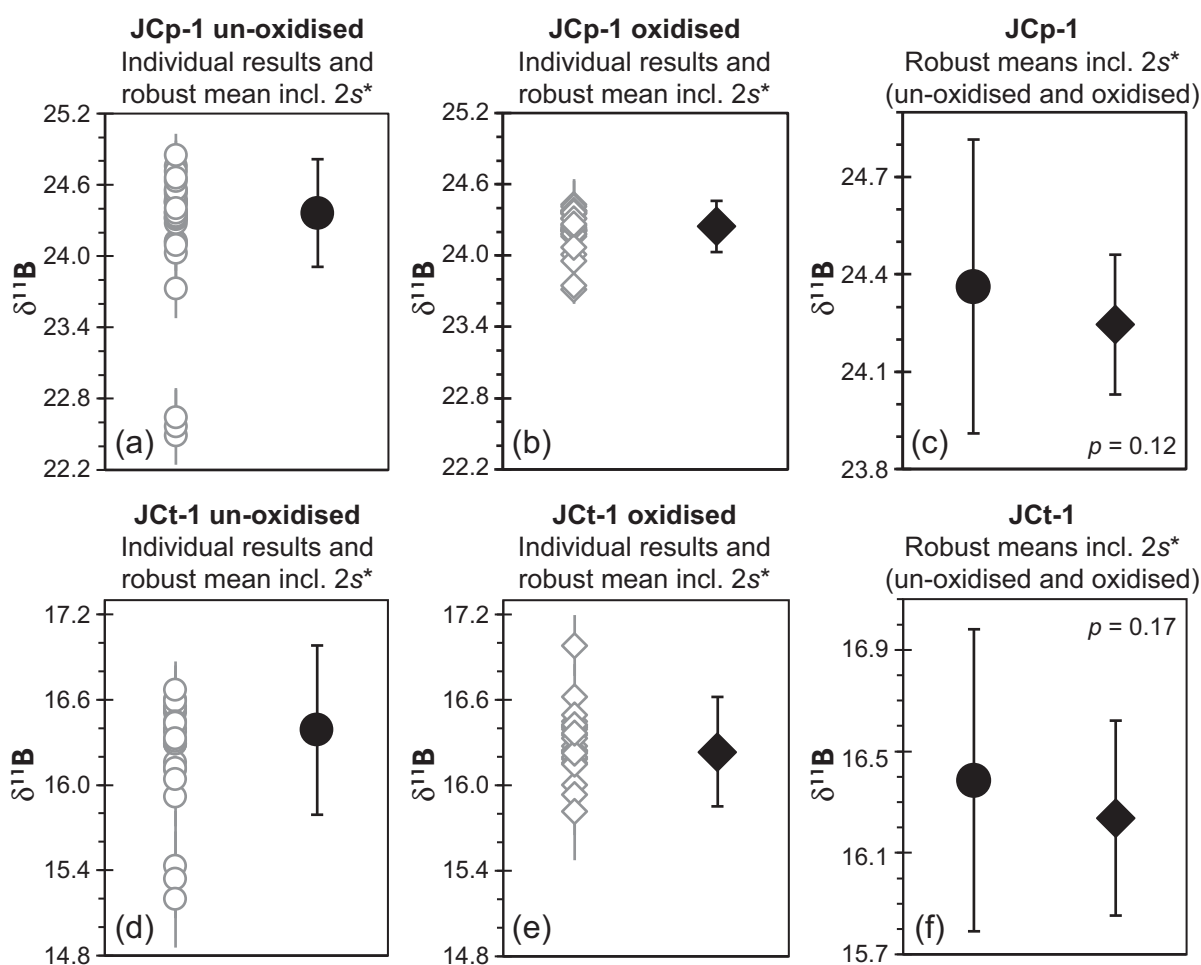 JCp-1 un-oxidised
Individual results and
robust mean incl. 2s*
25.2
24.6
24.0
23.4
22.8
22.2
δ¹¹B
(a)
JCp-1 oxidised
Individual results and
robust mean incl. 2s*
25.2
24.6
24.0
23.4
22.8
22.2
δ¹¹B
(b)
JCp-1
Robust means incl. 2s*
(un-oxidised and oxidised)
24.7
24.4
24.1
23.8
δ¹¹B
(c)
p = 0.12
JCt-1 un-oxidised
Individual results and
robust mean incl. 2s*
17.2
16.6
16.0
15.4
14.8
δ¹¹B
(d)
JCt-1 oxidised
Individual results and
robust mean incl. 2s*
17.2
16.6
16.0
15.4
14.8
δ¹¹B
(e)
JCt-1
Robust means incl. 2s*
(un-oxidised and oxidised)
p = 0.17
16.9
16.5
16.1
15.7
δ¹¹B
(f)